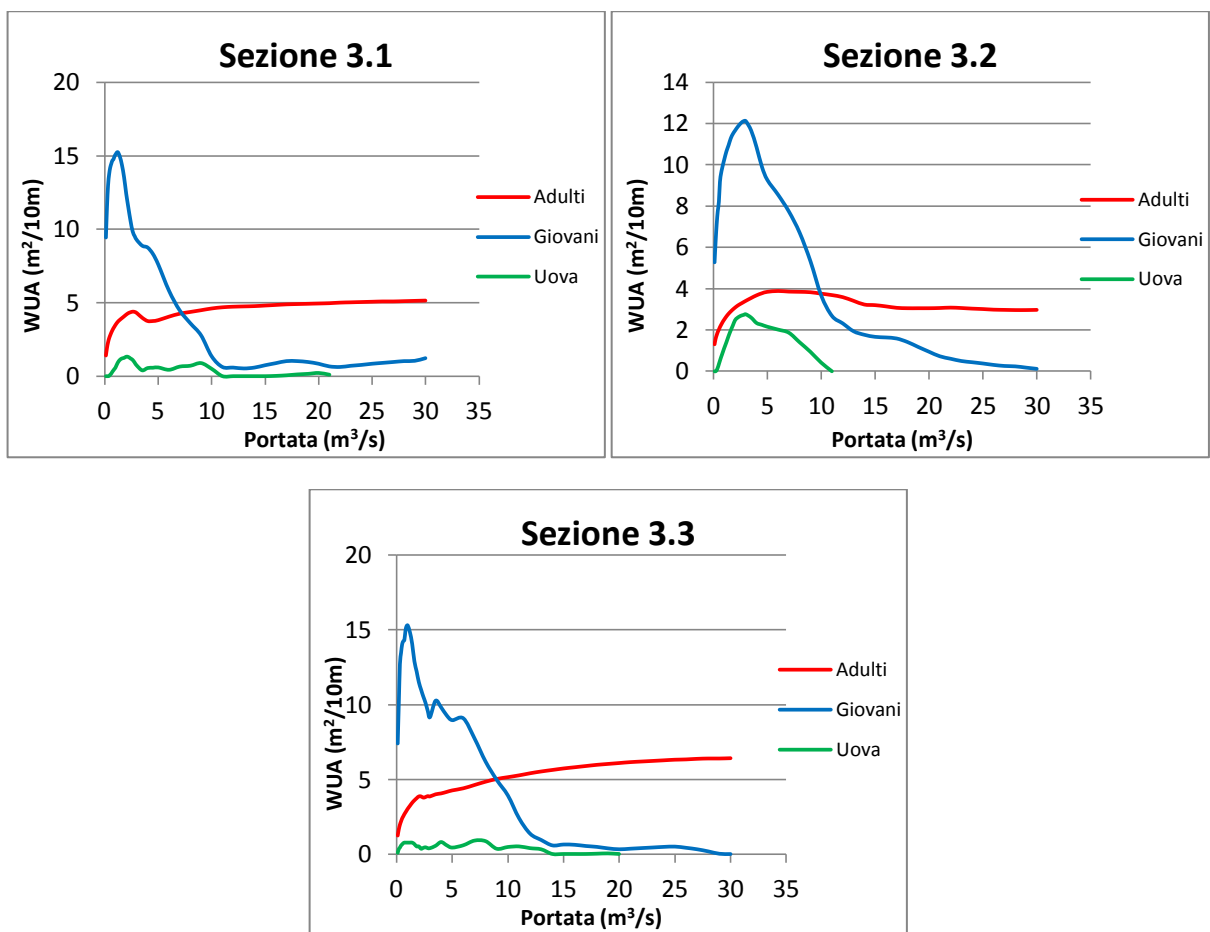 Sezione 3.1
20
15
10
5
0
0 5 10 15 20 25 30 35
WUA (m²/10m)
Portata (m³/s)
Adulti
Giovani
Uova
Sezione 3.2
14
12
10
8
6
4
2
0
0 5 10 15 20 25 30 35
WUA (m²/10m)
Portata (m³/s)
Adulti
Giovani
Uova
Sezione 3.3
20
15
10
5
0
0 5 10 15 20 25 30 35
WUA (m²/10m)
Portata (m³/s)
Adulti
Giovani
Uova